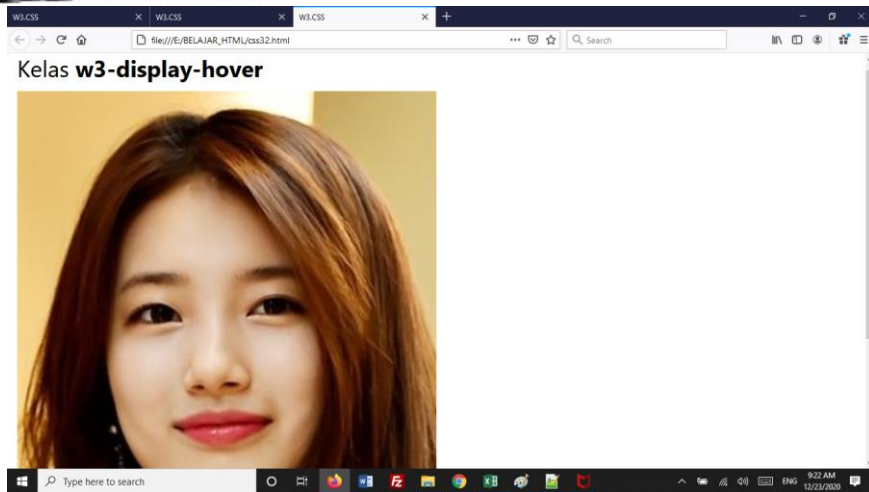 W3.CSS W3.CSS W3.CSS
file:///E:/BELAJAR_HTML/css32.html Search
Kelas w3-display-hover
Type here to search ENG 9:22 AM
12/23/2020